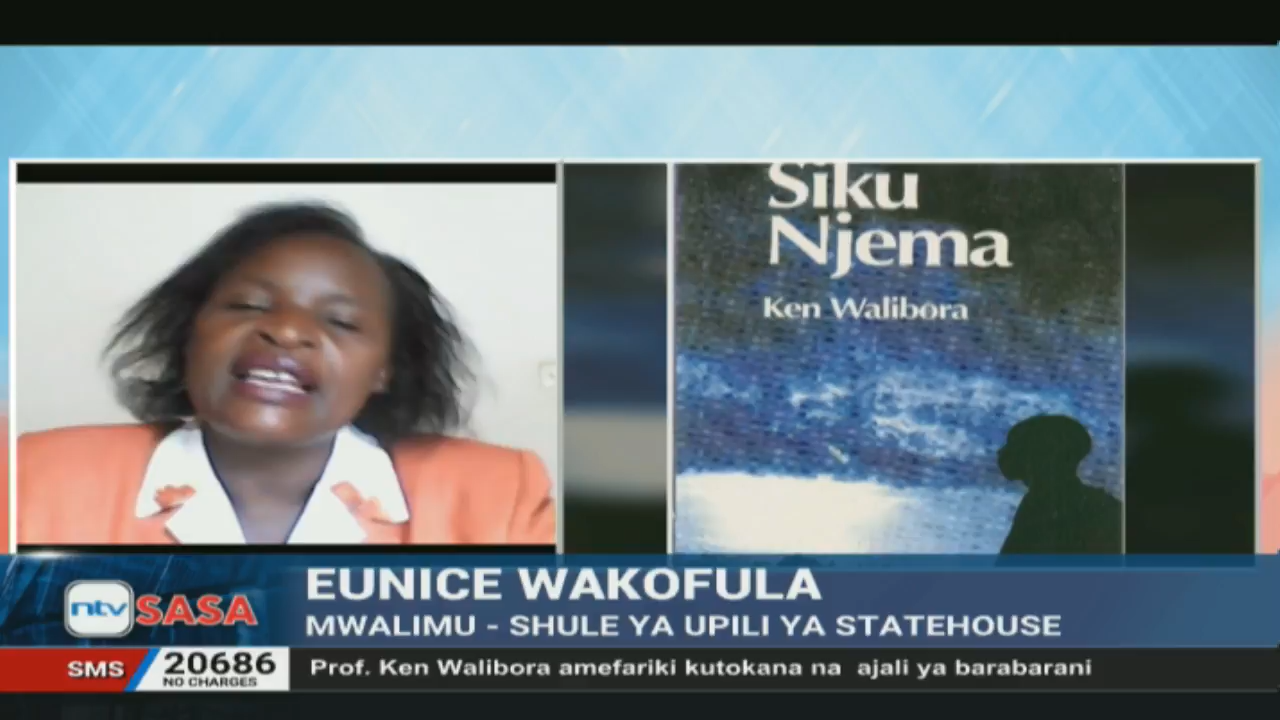 Siku
Njema
Ken Walibora
EUNICE WAKOFULA
MWALIMU - SHULE YA UPILI YA STATEHOUSE
ntv SASA
SMS 20686
NO CHARGES
Prof. Ken Walibora amefariki kutokana na ajali ya barabarani